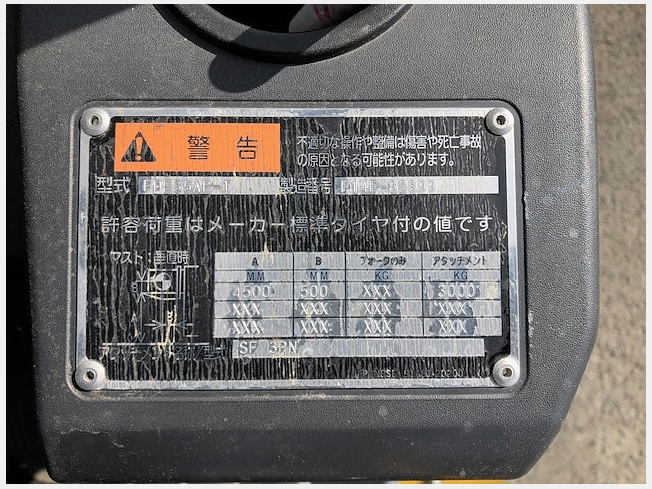 警告
不適切な操作や整備は傷害や死亡事故
の原因となる可能性があります。
型式 製造番号
許容荷重はメーカー標準タイヤ付の値です
マスト:垂直時
A B フォークのみ アタッチメント
MM MM KG KG
4500 500 XXX 3000
XXX XXX XXX XXX
XXX XXX XXX XXX